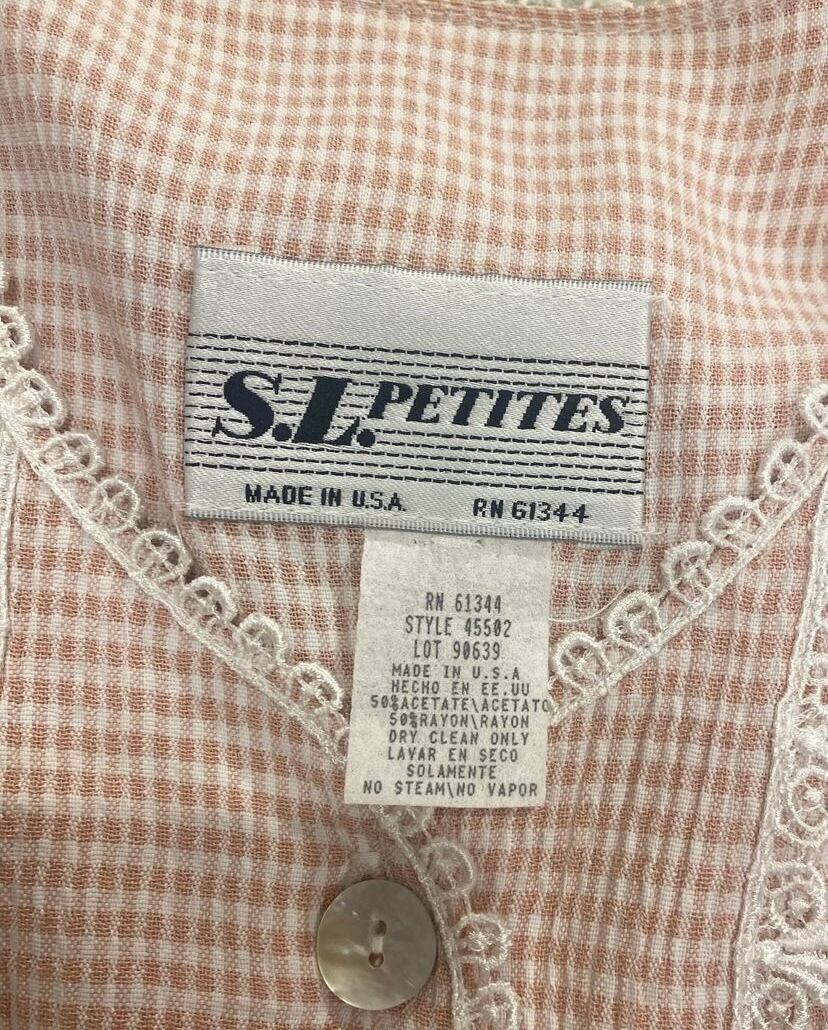 S.L. PETITES
MADE IN U.S.A. RN 61344
RN 61344
STYLE 45502
LOT 90639
MADE IN U.S.A
HECHO EN EE.UU
50%ACETATE\ACETATO
50%RAYON\RAYON
DRY CLEAN ONLY
LAVAR EN SECO
SOLAMENTE
NO STEAM\NO VAPOR